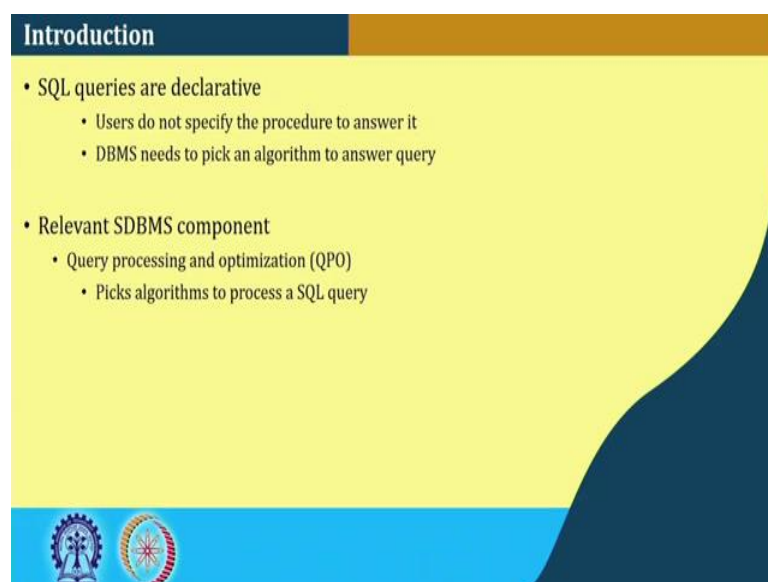 Introduction
• SQL queries are declarative
• Users do not specify the procedure to answer it
• DBMS needs to pick an algorithm to answer query
• Relevant SDBMS component
• Query processing and optimization (QPO)
• Picks algorithms to process a SQL query